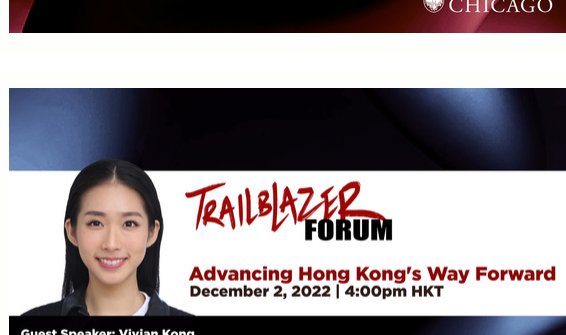 CHICAGO
TRAILBLAZER
FORUM
Advancing Hong Kong's Way Forward
December 2, 2022 | 4:00pm HKT
Guest Speaker: Vivian Kong